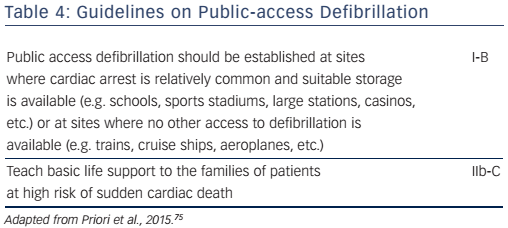 Table 4: Guidelines on Public-access Defibrillation
Public access defibrillation should be established at sites I-B
where cardiac arrest is relatively common and suitable storage
is available (e.g. schools, sports stadiums, large stations, casinos,
etc.) or at sites where no other access to defibrillation is
available (e.g. trains, cruise ships, aeroplanes, etc.)
Teach basic life support to the families of patients IIb-C
at high risk of sudden cardiac death
Adapted from Priori et al., 2015.75